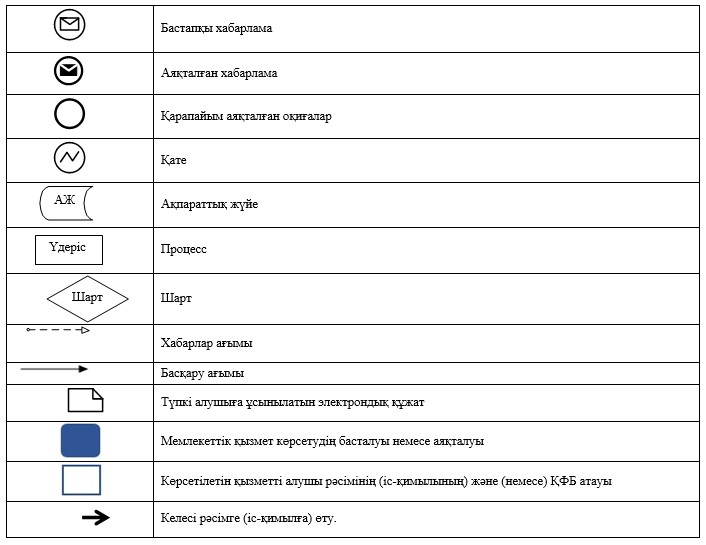 Бастапқы хабарлама
Аяқталған хабарлама
Қарапайым аяқталған оқиғалар
Қате
АЖ
Ақпараттық жүйе
Үдеріс
Процесс
Шарт
Шарт
Хабарлар ағымы
Басқару ағымы
Түпкі алушыға ұсынылатын электрондық құжат
Мемлекеттік қызмет көрсетудің басталуы немесе аяқталуы
Көрсетілетін қызметті алушы рәсімінің (іс-қимылының) және (немесе) ҚФБ атауы
Келесі рәсімге (іс-қимылға) өту.